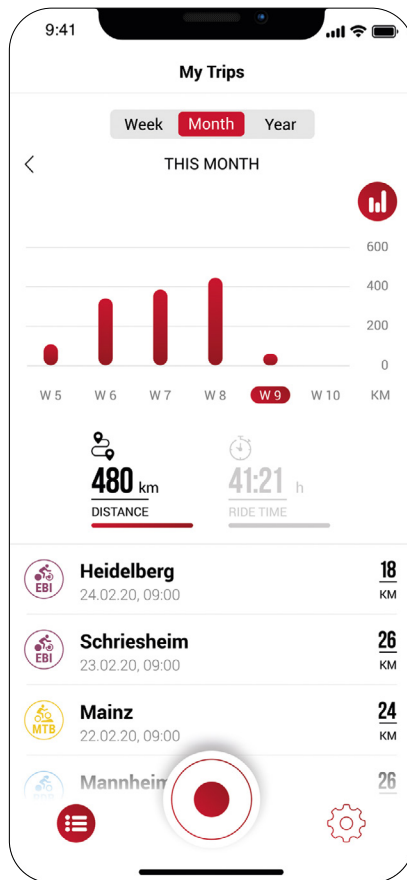 9:41
My Trips
Week Month Year
THIS MONTH
600
400
200
0
W 5 W 6 W 7 W 8 W 9 W 10 KM
480 km 41:21 h
DISTANCE RIDE TIME
EBI Heidelberg 18
24.02.20, 09:00 KM
EBI Schriesheim 26
23.02.20, 09:00 KM
MTB Mainz 24
22.02.20, 09:00 KM
Mannheim 26